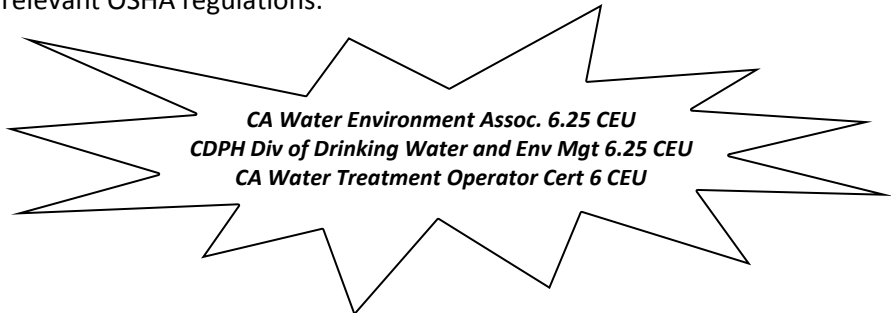 relevant OSHA regulations.
CA Water Environment Assoc. 6.25 CEU
CDPH Div of Drinking Water and Env Mgt 6.25 CEU
CA Water Treatment Operator Cert 6 CEU